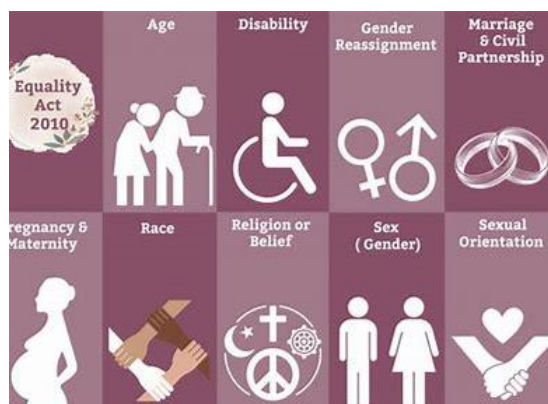 Equality
Act
2010
Age
Disability
Gender
Reassignment
Marriage
& Civil
Partnership
regnancy &
Maternity
Race
Religion or
Belief
Sex
( Gender)
Sexual
Orientation